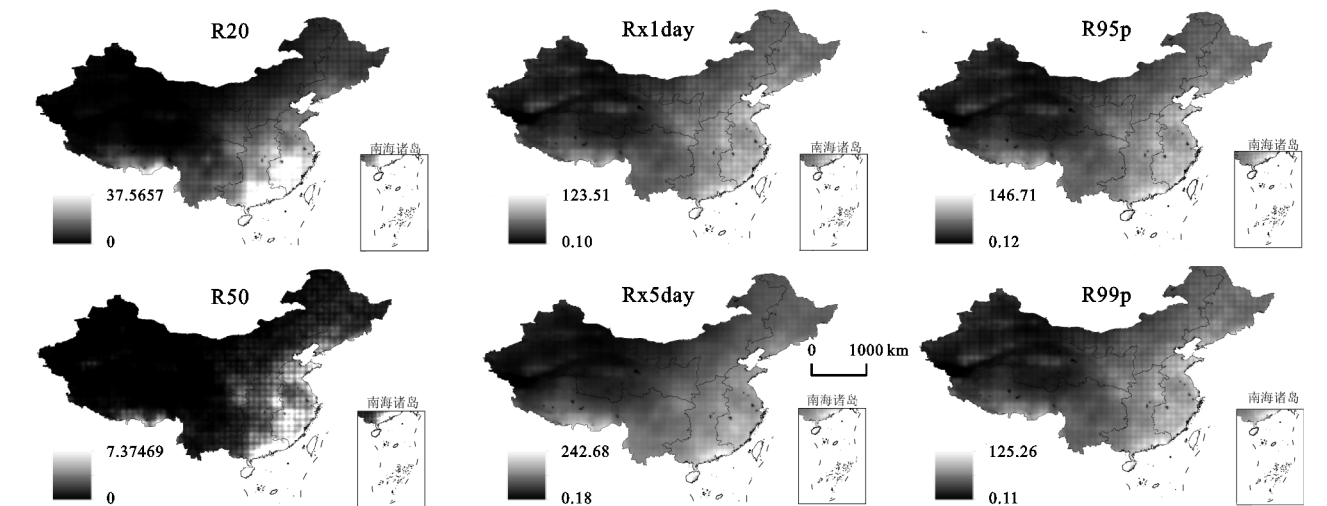 R20
37.5657
0
南海诸岛
Rx1day
123.51
0.10
南海诸岛
R95p
146.71
0.12
南海诸岛
R50
7.37469
0
南海诸岛
Rx5day
242.68
0.18
0 1000 km
南海诸岛
R99p
125.26
0.11
南海诸岛